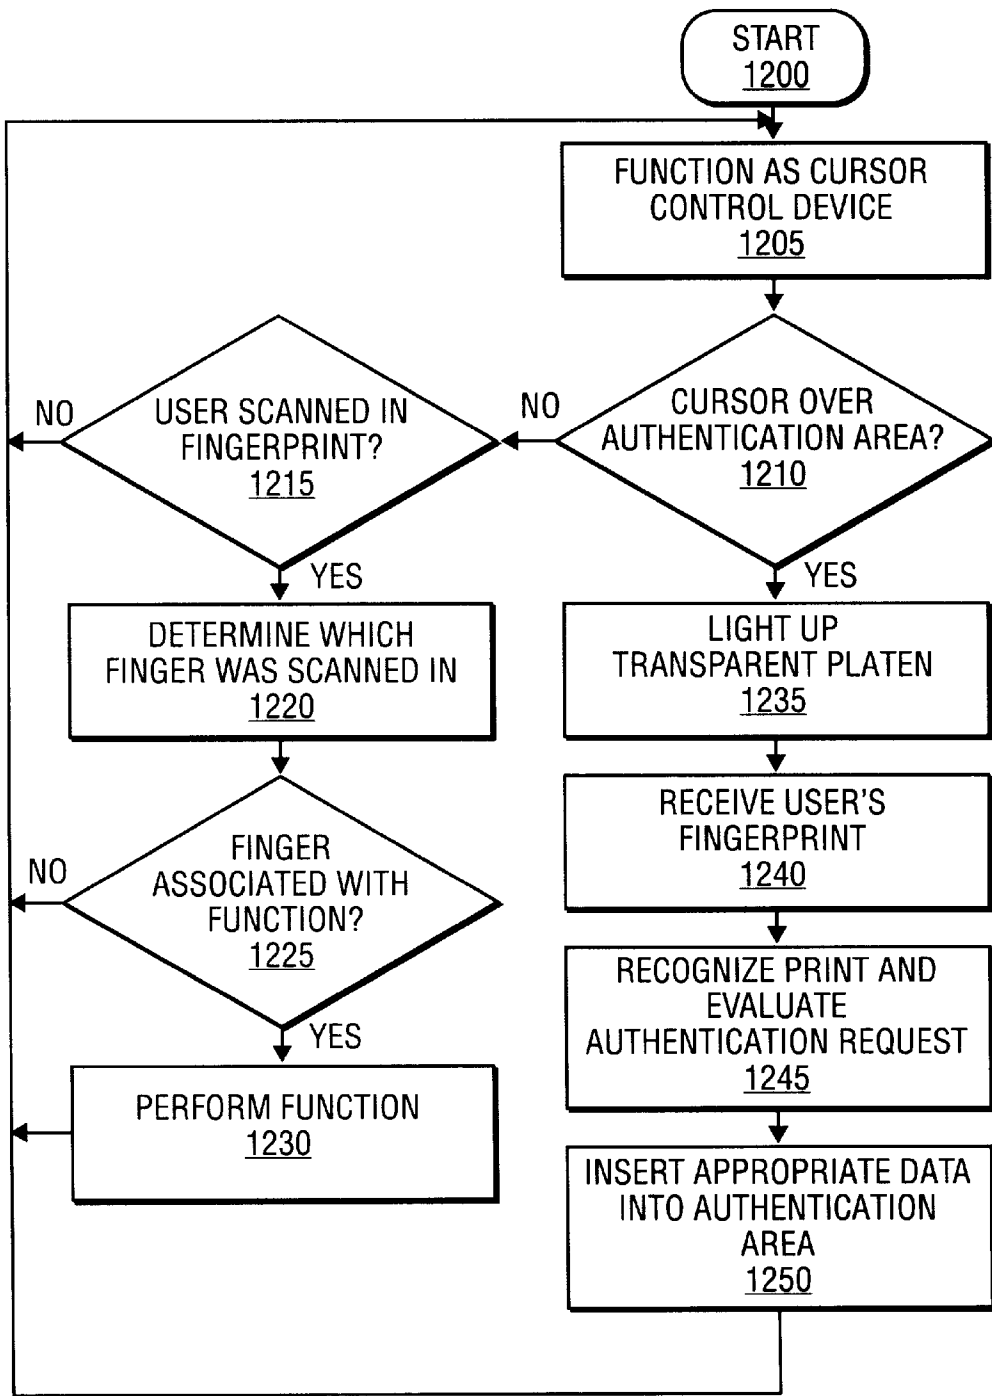 START
1200
FUNCTION AS CURSOR
CONTROL DEVICE
1205
CURSOR OVER
AUTHENTICATION AREA?
1210
NO
YES
USER SCANNED IN
FINGERPRINT?
1215
NO
YES
DETERMINE WHICH
FINGER WAS SCANNED IN
1220
FINGER
ASSOCIATED WITH
FUNCTION?
1225
NO
YES
PERFORM FUNCTION
1230
LIGHT UP
TRANSPARENT PLATEN
1235
RECEIVE USER'S
FINGERPRINT
1240
RECOGNIZE PRINT AND
EVALUATE
AUTHENTICATION REQUEST
1245
INSERT APPROPRIATE DATA
INTO AUTHENTICATION
AREA
1250